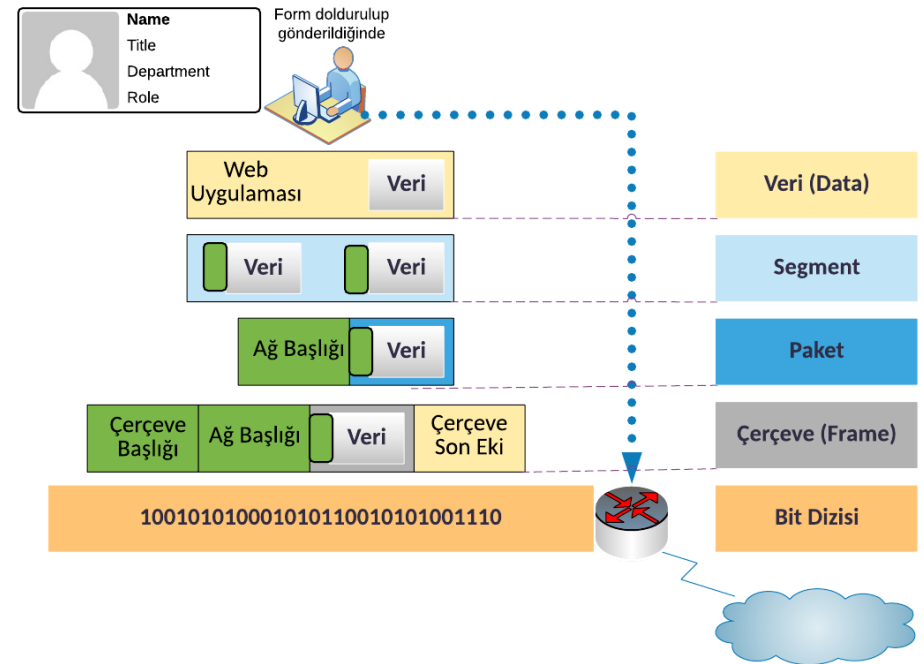 Name
Title
Department
Role
Form doldurulup
gönderildiğinde
Web
Uygulaması
Veri
Veri (Data)
Veri
Veri
Segment
Ağ Başlığı
Veri
Paket
Çerçeve
Başlığı
Ağ Başlığı
Veri
Çerçeve
Son Eki
Çerçeve (Frame)
100101010001010110010101001110
Bit Dizisi